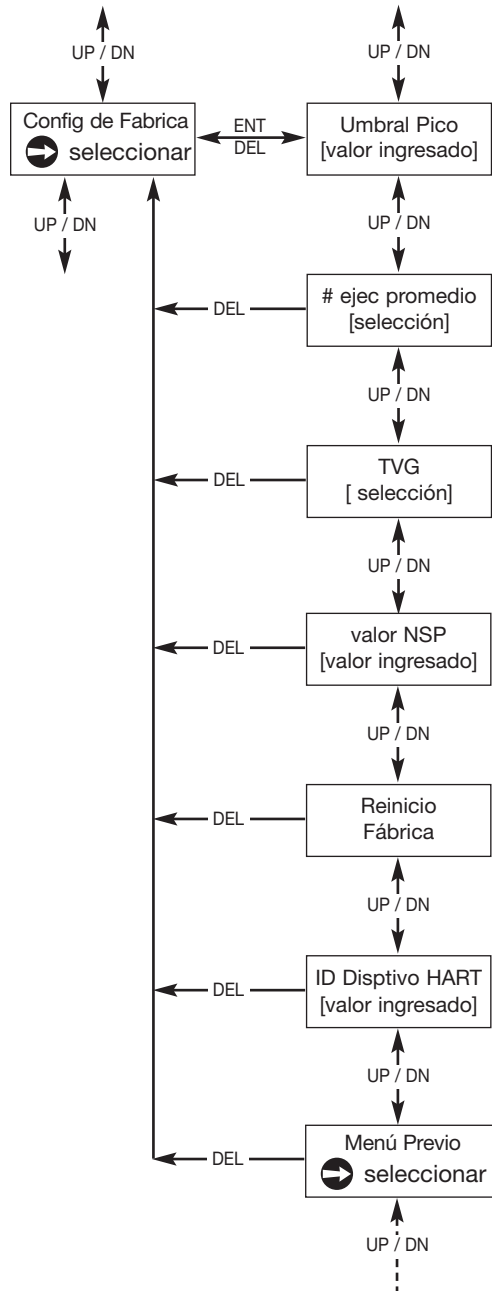 UP / DN
UP / DN
Config de Fabrica
seleccionar
ENT
DEL
Umbral Pico
[valor ingresado]
UP / DN
UP / DN
# ejec promedio
[selección]
DEL
UP / DN
TVG
[ selección]
DEL
UP / DN
valor NSP
[valor ingresado]
DEL
UP / DN
Reinicio
Fábrica
DEL
UP / DN
ID Disptivo HART
[valor ingresado]
DEL
UP / DN
Menú Previo
seleccionar
DEL
UP / DN